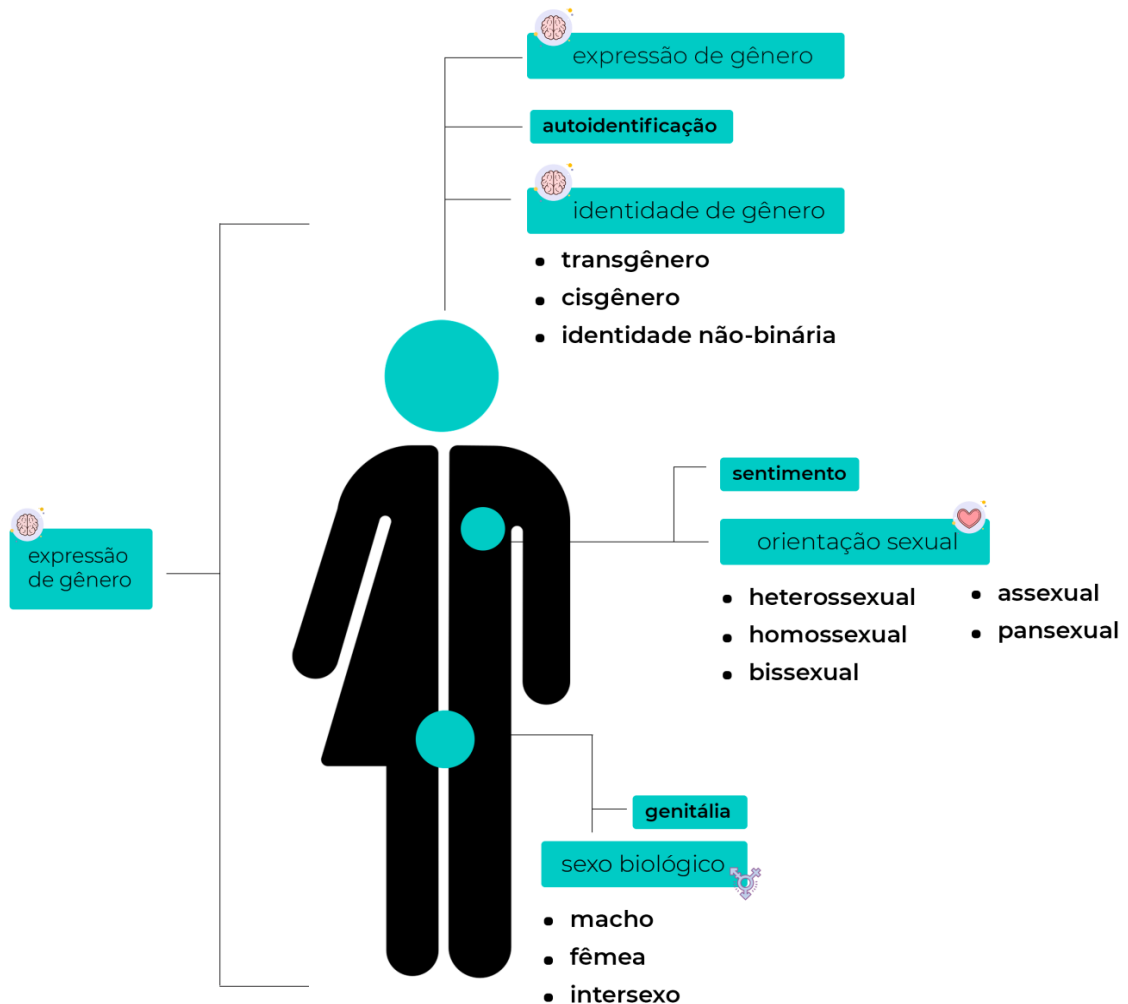 expressão de gênero
autoidentificação
identidade de gênero
• transgênero
• cisgênero
• identidade não-binária
sentimento
orientação sexual
• heterossexual
• homossexual
• bissexual
• assexual
• pansexual
expressão
de gênero
genitália
sexo biológico
• macho
• fêmea
• intersexo